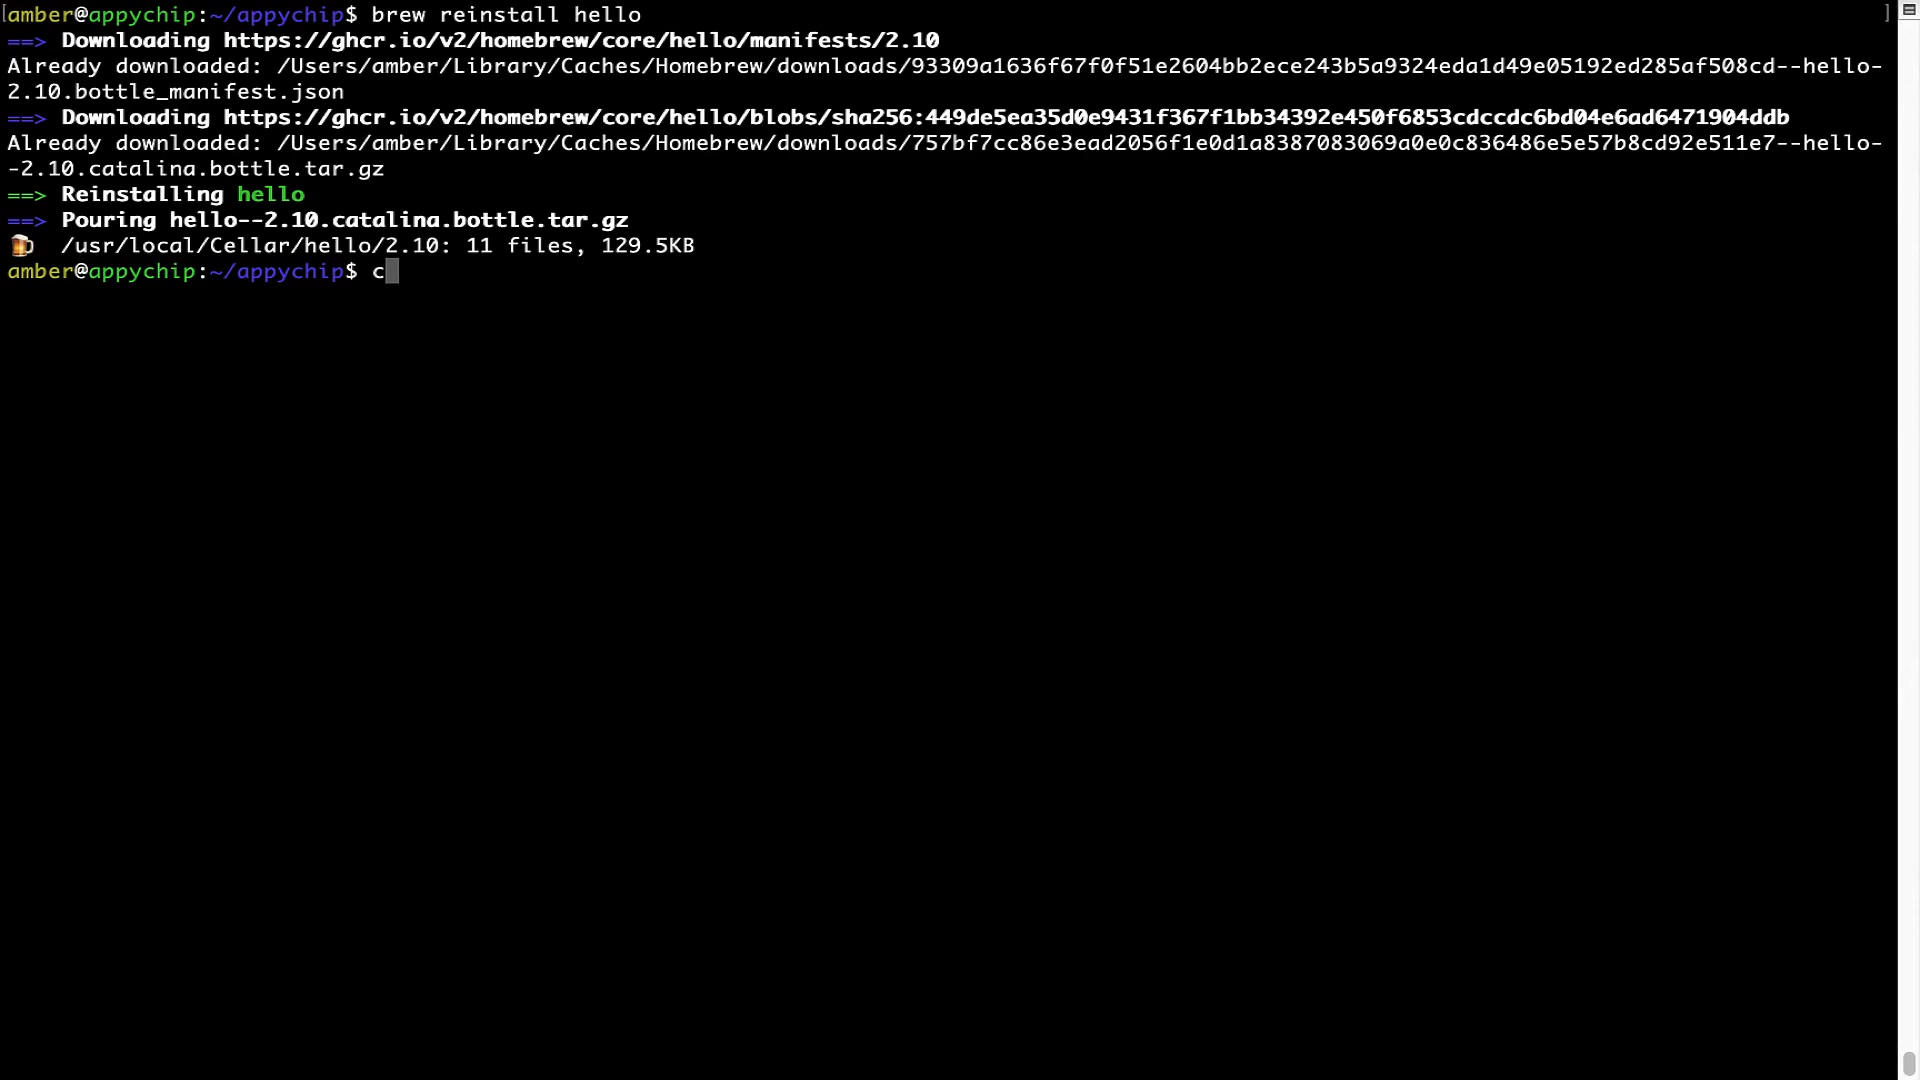 amber@appychip:~/appychip$ brew reinstall hello
==> Downloading https://ghcr.io/v2/homebrew/core/hello/manifests/2.10
Already downloaded: /Users/amber/Library/Caches/Homebrew/downloads/93309a1636f67f0f51e2604bb2ece243b5a9324eda1d49e05192ed285af508cd--hello-
2.10.bottle_manifest.json
==> Downloading https://ghcr.io/v2/homebrew/core/hello/blobs/sha256:449de5ea35d0e9431f367f1bb34392e450f6853cdccdc6bd04e6ad6471904ddb
Already downloaded: /Users/amber/Library/Caches/Homebrew/downloads/757bf7cc86e3ead2056f1e0d1a8387083069a0e0c836486e5e57b8cd92e511e7--hello-
-2.10.catalina.bottle.tar.gz
==> Reinstalling hello
==> Pouring hello--2.10.catalina.bottle.tar.gz
🍺 /usr/local/Cellar/hello/2.10: 11 files, 129.5KB
amber@appychip:~/appychip$ c